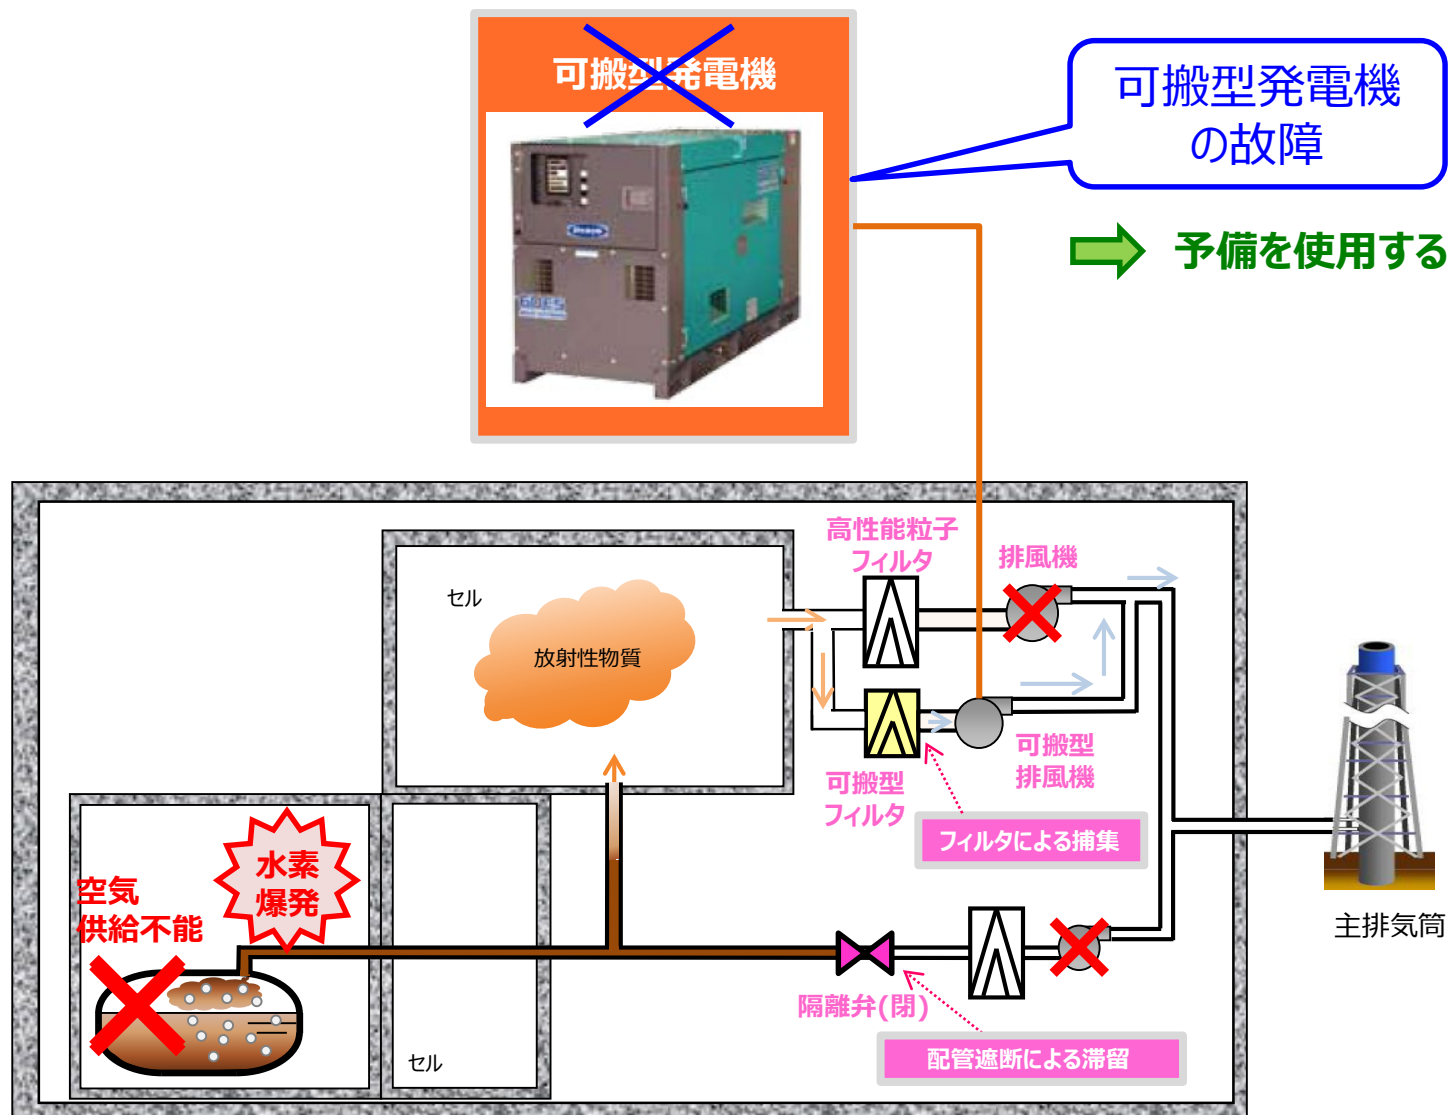 可搬型発電機
可搬型発電機
の故障
予備を使用する
Denyo
60ES
高性能粒子
フィルタ
排風機
セル
放射性物質
可搬型
排風機
可搬型
フィルタ
フィルタによる捕集
水素
爆発
空気
供給不能
主排気筒
隔離弁(閉)
セル
配管遮断による滞留